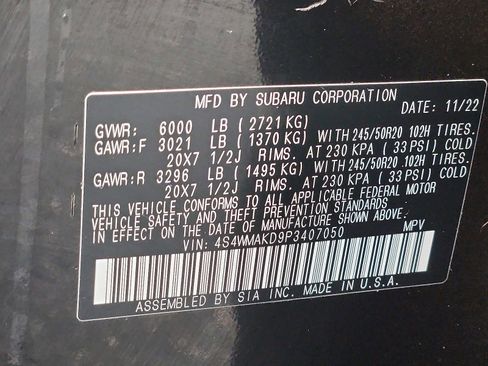 MFD BY SUBARU CORPORATION
DATE: 11/22
GVWR: 6000 LB (2721 KG)
GAWR:F 3021 LB (1370 KG) WITH 245/50R20 102H TIRES.
20X7 1/2J RIMS. AT 230 KPA (33 PSI) COLD
GAWR:R 3296 LB (1495 KG) WITH 245/50R20 102H TIRES.
20X7 1/2J RIMS. AT 230 KPA (33 PSI) COLD
THIS VEHICLE CONFORMS TO ALL APPLICABLE FEDERAL MOTOR
VEHICLE SAFETY AND THEFT PREVENTION STANDARDS
IN EFFECT ON THE DATE OF MANUFACTURE SHOWN ABOVE.
VIN: 4S4WMAKD9P3407050
MPV
ASSEMBLED BY SIA INC. MADE IN U.S.A.